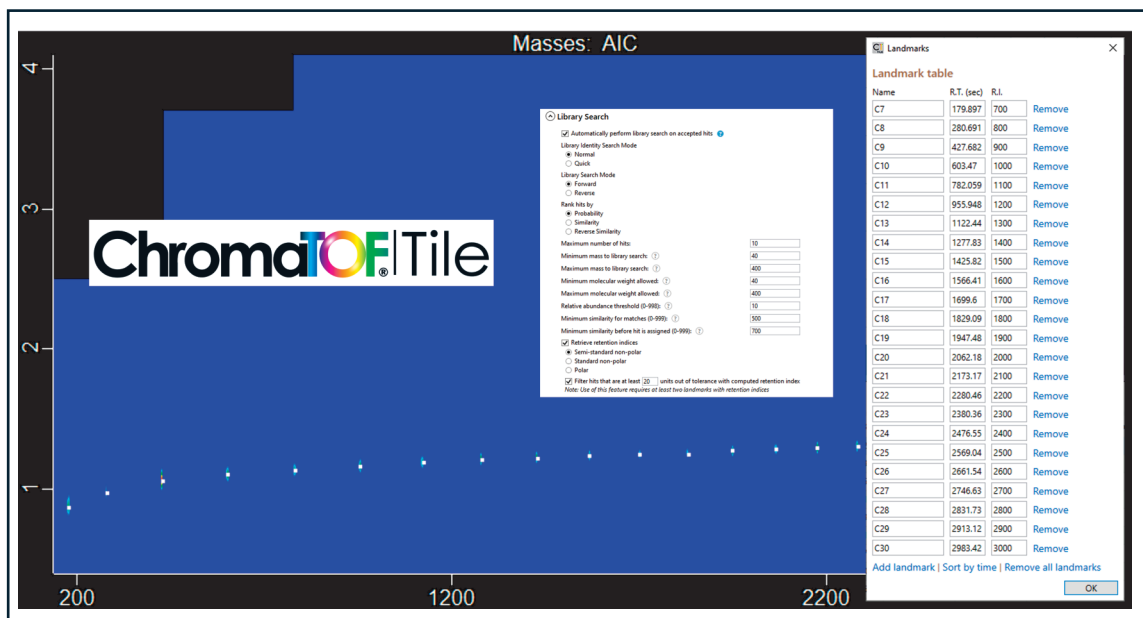 Masses: AIC
4
3
2
1
200
1200
2200
ChromaTOF®|Tile
Library Search
Automatically perform library search on accepted hits ?
Library Identity Search Mode
Normal
Quick
Library Search Mode
Forward
Reverse
Rank hits by
Probability
Similarity
Reverse Similarity
Maximum number of hits: 10
Minimum mass to library search: ? 40
Maximum mass to library search: ? 400
Minimum molecular weight allowed: ? 40
Maximum molecular weight allowed: ? 400
Relative abundance threshold (0-998): ? 10
Minimum similarity for matches (0-999): ? 500
Minimum similarity before hit is assigned (0-999): ? 700
Retrieve retention indices
Semi-standard non-polar
Standard non-polar
Polar
Filter hits that are at least 20 units out of tolerance with computed retention index
Note: Use of this feature requires at least two landmarks with retention indices
Landmarks
Landmark table
Name R.T. (sec) R.I.
C7 179.897 700 Remove
C8 280.691 800 Remove
C9 427.682 900 Remove
C10 603.47 1000 Remove
C11 782.059 1100 Remove
C12 955.948 1200 Remove
C13 1122.44 1300 Remove
C14 1277.83 1400 Remove
C15 1425.82 1500 Remove
C16 1566.41 1600 Remove
C17 1699.6 1700 Remove
C18 1829.09 1800 Remove
C19 1947.48 1900 Remove
C20 2062.18 2000 Remove
C21 2173.17 2100 Remove
C22 2280.46 2200 Remove
C23 2380.36 2300 Remove
C24 2476.55 2400 Remove
C25 2569.04 2500 Remove
C26 2661.54 2600 Remove
C27 2746.63 2700 Remove
C28 2831.73 2800 Remove
C29 2913.12 2900 Remove
C30 2983.42 3000 Remove
Add landmark | Sort by time | Remove all landmarks
OK